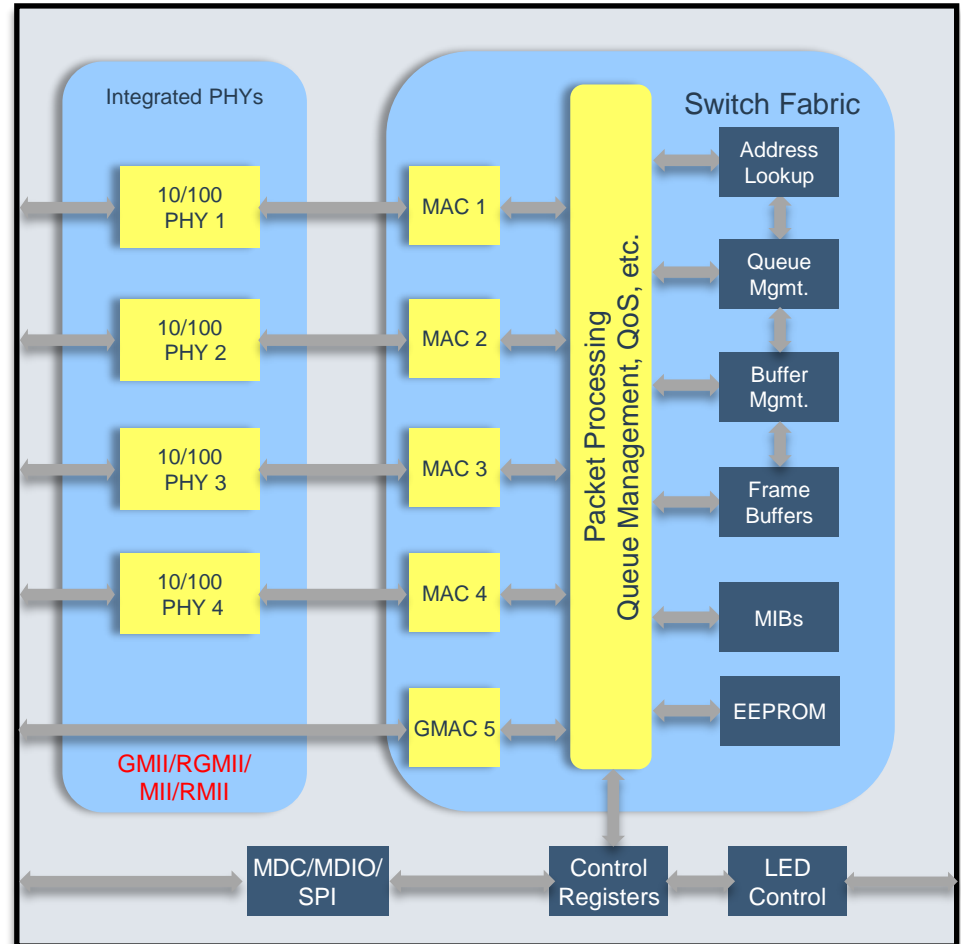 Integrated PHYs
Switch Fabric
10/100
PHY 1
MAC 1
10/100
PHY 2
MAC 2
10/100
PHY 3
MAC 3
10/100
PHY 4
MAC 4
GMAC 5
GMII/RGMII/
MII/RMII
Packet Processing
Queue Management, QoS, etc.
Address
Lookup
Queue
Mgmt.
Buffer
Mgmt.
Frame
Buffers
MIBs
EEPROM
MDC/MDIO/
SPI
Control
Registers
LED
Control